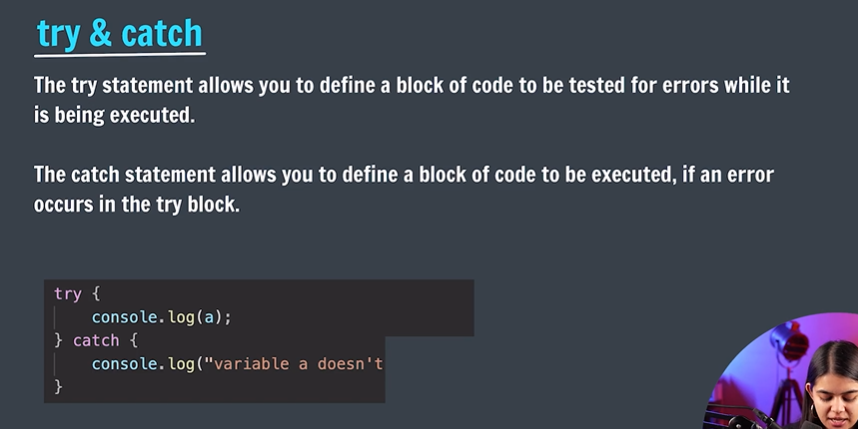 try & catch
The try statement allows you to define a block of code to be tested for errors while it
is being executed.
The catch statement allows you to define a block of code to be executed, if an error
occurs in the try block.
try {
console.log(a);
} catch {
console.log("variable a doesn't
}